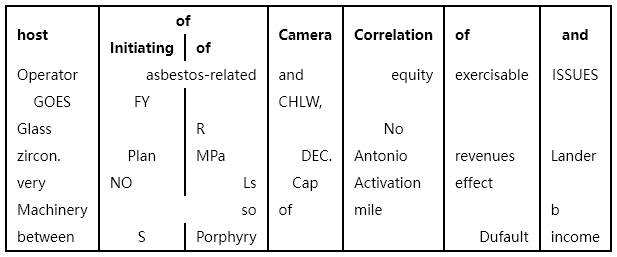 host of Camera Correlation of and
Initiating of
Operator asbestos-related and equity exercisable ISSUES
GOES FY CHLW,
Glass R No
zircon. Plan MPa DEC. Antonio revenues Lander
very NO Ls Cap Activation effect
Machinery so of mile b
between S Porphyry Dufault income